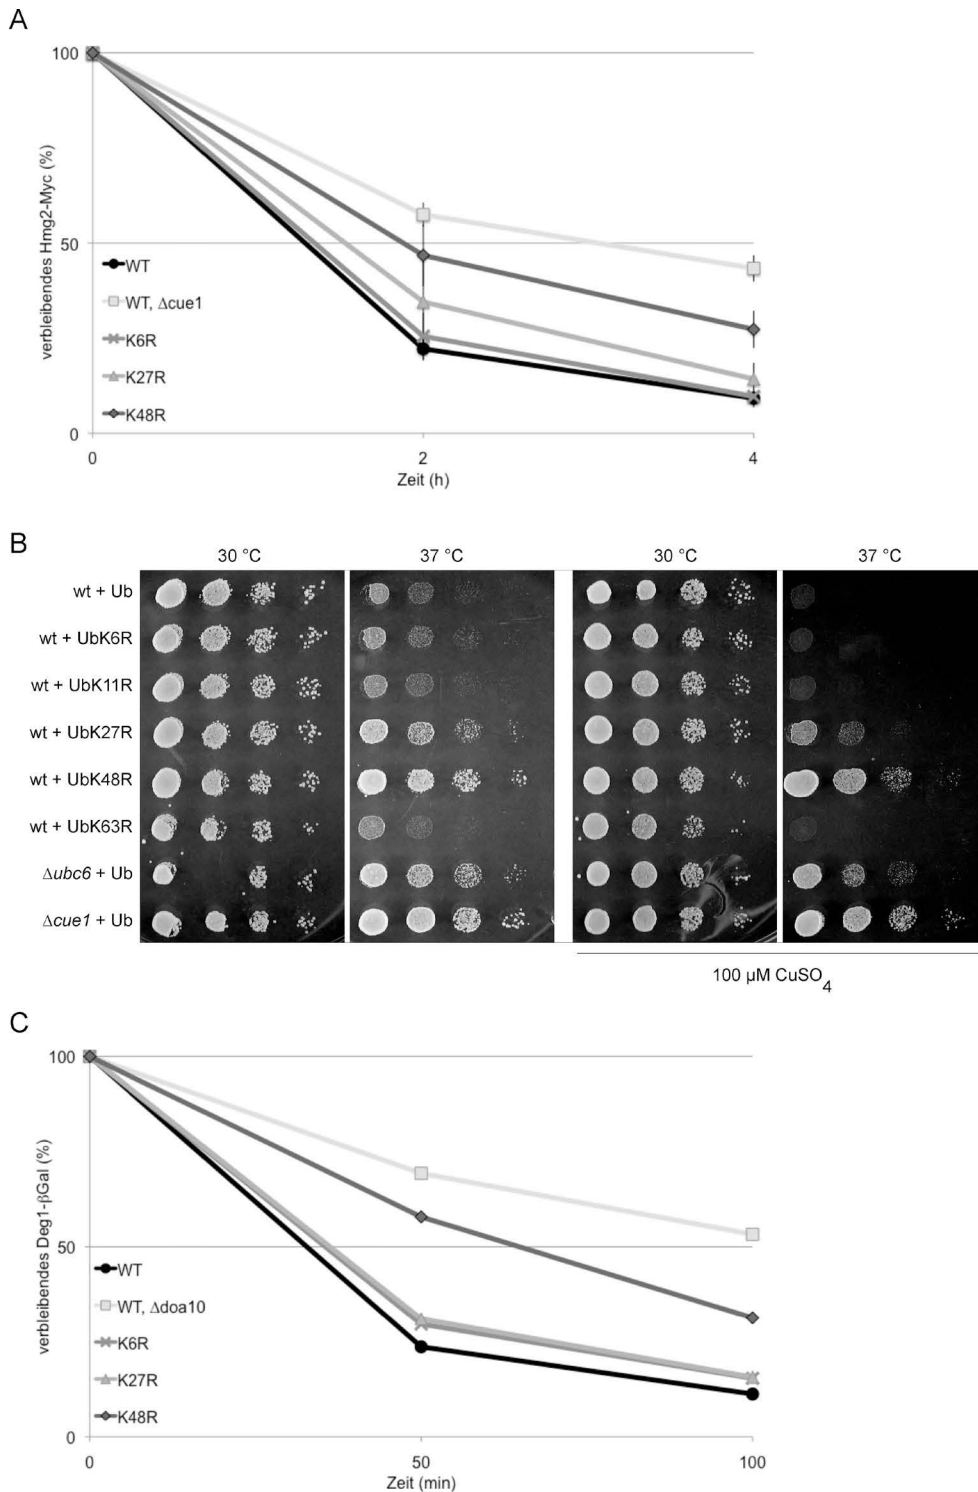 A
100
50
0
verbleibendes Hmg2-Myc (%)
WT
WT, Δcue1
K6R
K27R
K48R
0 2 4
Zeit (h)
B
30 °C 37 °C 30 °C 37 °C
wt + Ub
wt + UbK6R
wt + UbK11R
wt + UbK27R
wt + UbK48R
wt + UbK63R
Δubc6 + Ub
Δcue1 + Ub
100 µM CuSO4
C
100
50
0
verbleibendes Deg1-βGal (%)
WT
WT, Δdoa10
K6R
K27R
K48R
0 50 100
Zeit (min)